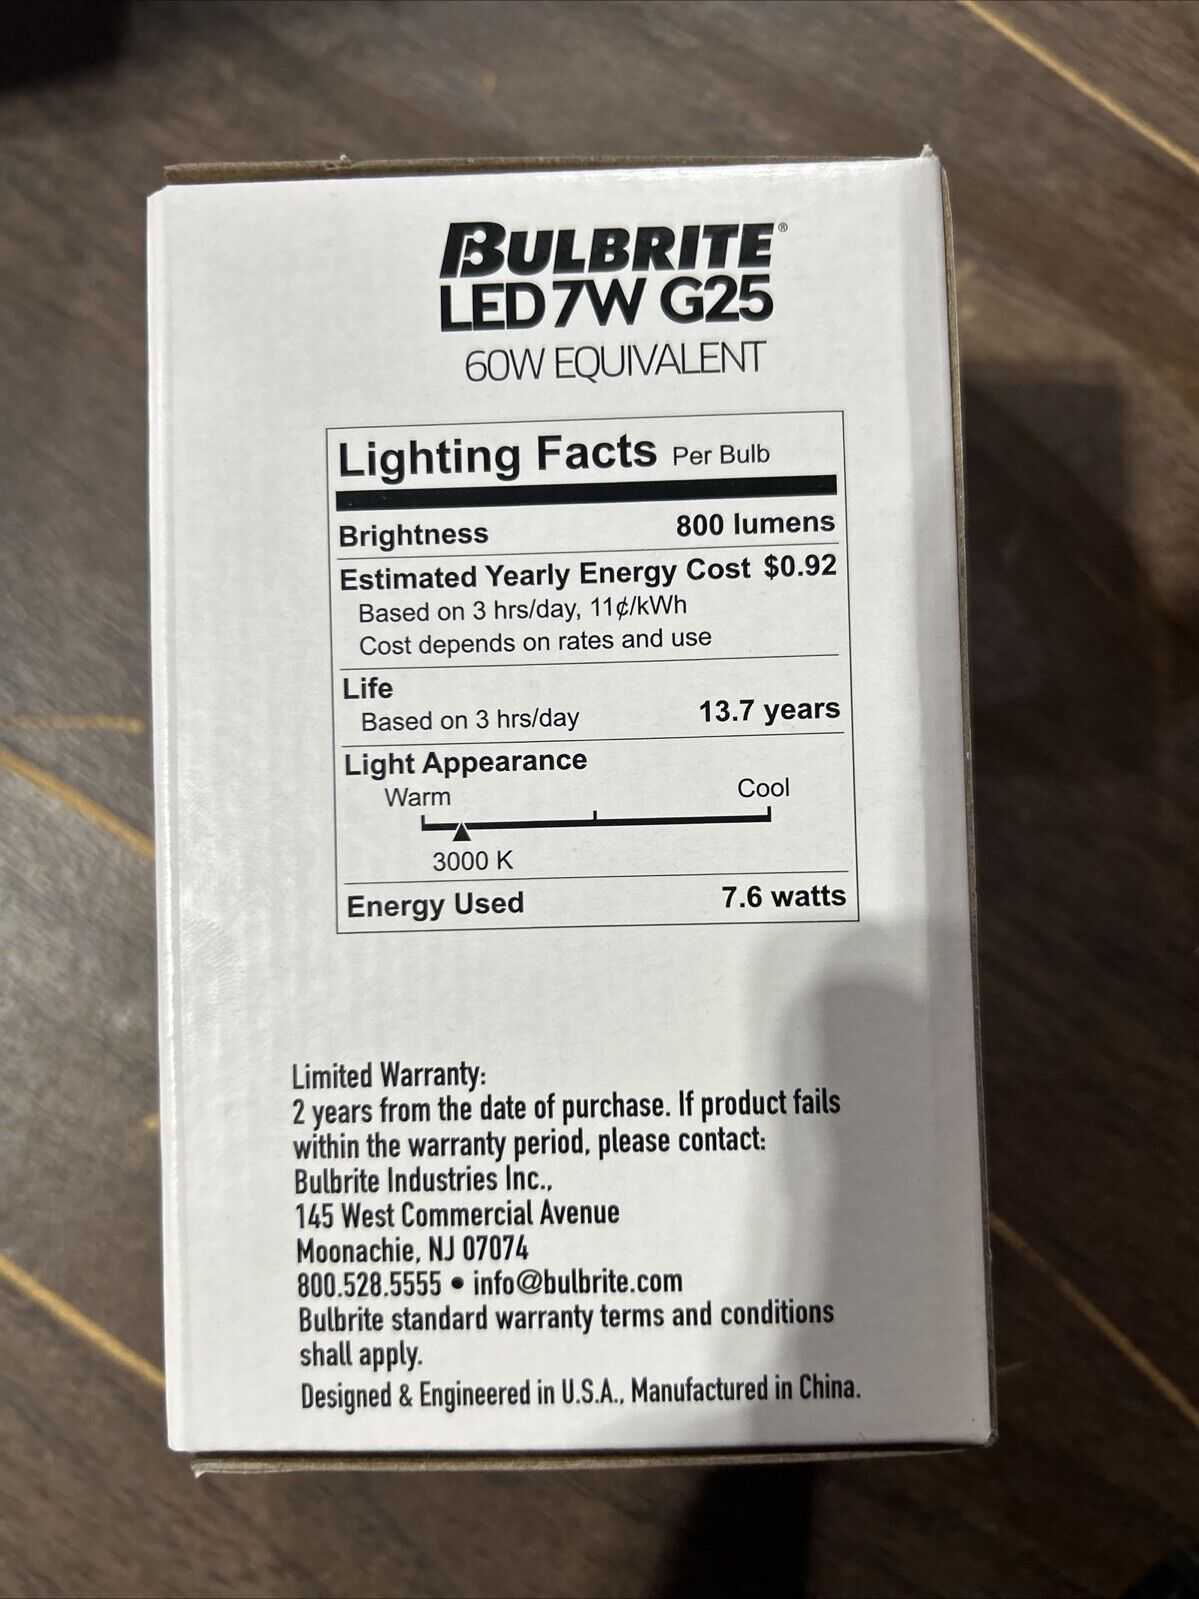 BULBRITE®
LED 7W G25
60W EQUIVALENT
Lighting Facts Per Bulb
Brightness 800 lumens
Estimated Yearly Energy Cost $0.92
Based on 3 hrs/day, 11¢/kWh
Cost depends on rates and use
Life
Based on 3 hrs/day 13.7 years
Light Appearance
Warm Cool
3000 K
Energy Used 7.6 watts
Limited Warranty:
2 years from the date of purchase. If product fails
within the warranty period, please contact:
Bulbrite Industries Inc.,
145 West Commercial Avenue
Moonachie, NJ 07074
800.528.5555 • info@bulbrite.com
Bulbrite standard warranty terms and conditions
shall apply.
Designed & Engineered in U.S.A., Manufactured in China.